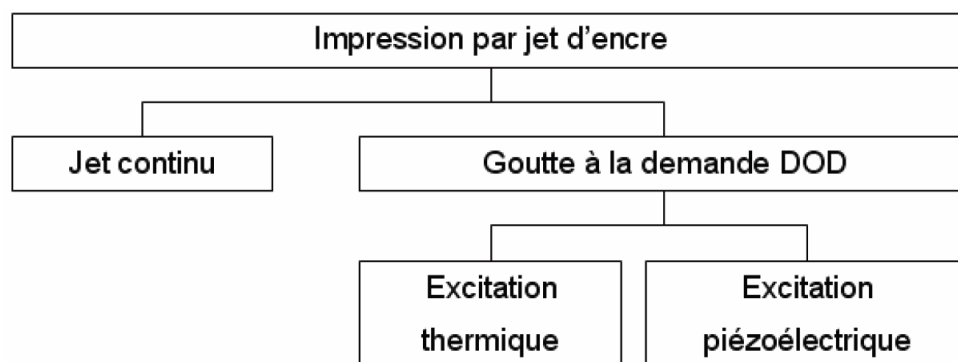 Impression par jet d'encre
Jet continu
Goutte à la demande DOD
Excitation
thermique
Excitation
piézoélectrique